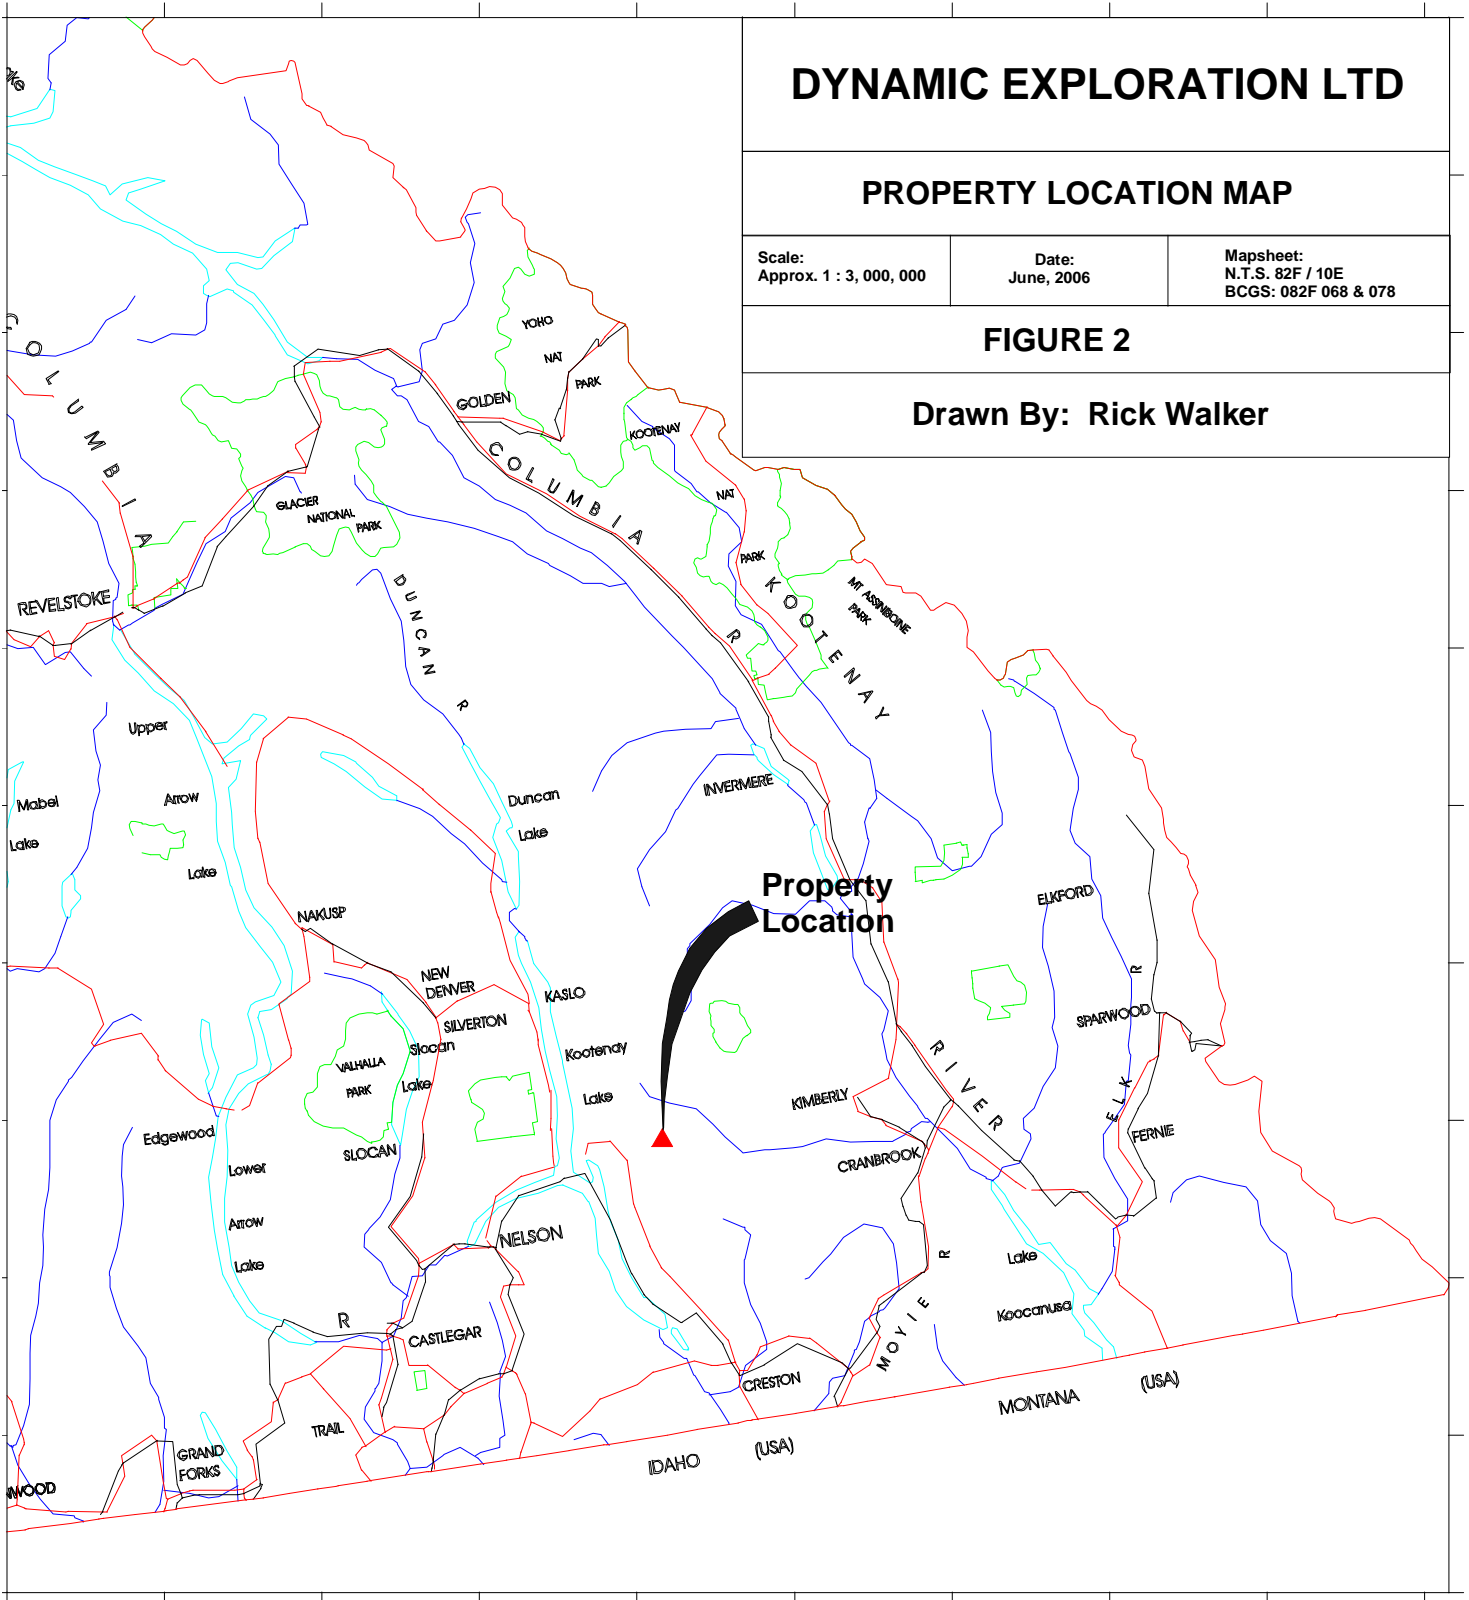 DYNAMIC EXPLORATION LTD
PROPERTY LOCATION MAP
Scale:
Approx. 1 : 3, 000, 000
Date:
June, 2006
Mapsheet:
N.T.S. 82F / 10E
BCGS: 082F 068 & 078
FIGURE 2
Drawn By: Rick Walker
COLUMBIA
YOHO
NAT
PARK
GOLDEN
KOOTENAY
NAT
PARK
COLUMBIA
R
GLACIER
NATIONAL
PARK
KOOTENAY
MT ASSINIBOINE
PARK
REVELSTOKE
DUNCAN
R
Upper
Arrow
Lake
Mabel
Lake
Duncan
Lake
INVERMERE
Property
Location
ELKFORD
NAKUSP
NEW
DENVER
SILVERTON
KASLO
Slocan
Lake
VALHALLA
PARK
Kootenay
Lake
SPARWOOD
R
ELK
RIVER
KIMBERLY
FERNIE
CRANBROOK
Edgewood
Lower
Arrow
Lake
SLOCAN
NELSON
R
MOYIE
Lake
Koocanusa
R
CASTLEGAR
CRESTON
TRAIL
GRAND
FORKS
IDAHO
(USA)
MONTANA
(USA)